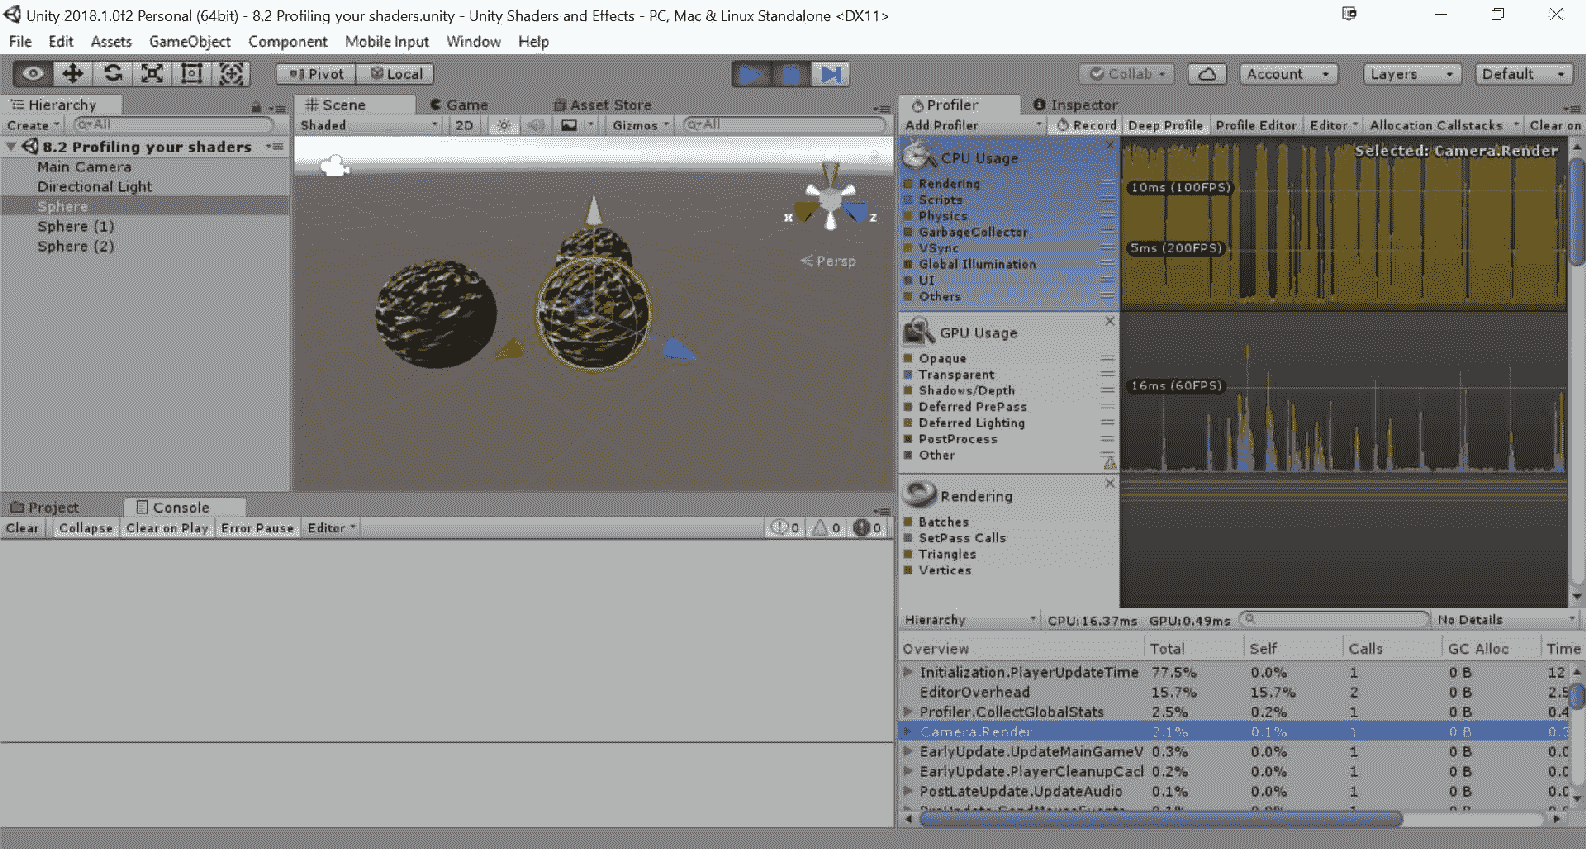 Unity 2018.1.0f2 Personal (64bit) - 8.2 Profiling your shaders.unity - Unity Shaders and Effects - PC, Mac & Linux Standalone <DX11>
File Edit Assets GameObject Component Mobile Input Window Help
Pivot Local Collab Account Layers Default
Hierarchy
Create All
8.2 Profiling your shaders
Main Camera
Directional Light
Sphere
Sphere (1)
Sphere (2)
Scene Game Asset Store
Shaded 2D Gizmos All
x z
Persp
Project Console
Clear Collapse Clear on Play Error Pause Editor 0 0 0
Profiler Inspector
Add Profiler Record Deep Profile Profile Editor Editor Allocation Callstacks Clear on
CPU Usage
Rendering
Scripts
Physics
GarbageCollector
VSync
Global Illumination
UI
Others
Selected: Camera.Render
10ms (100FPS)
5ms (200FPS)
GPU Usage
Opaque
Transparent
Shadows/Depth
Deferred PrePass
Deferred Lighting
PostProcess
Other
16ms (60FPS)
Rendering
Batches
SetPass Calls
Triangles
Vertices
Hierarchy CPU:16.37ms GPU:0.49ms No Details
Overview Total Self Calls GC Alloc Time
Initialization.PlayerUpdateTime 77.5% 0.0% 1 0 B 12
EditorOverhead 15.7% 15.7% 2 0 B 2.5
Profiler.CollectGlobalStats 2.5% 0.2% 1 0 B 0.4
Camera.Render 2.1% 0.1% 1 0 B 0.3
EarlyUpdate.UpdateMainGameV 0.3% 0.0% 1 0 B 0.0
EarlyUpdate.PlayerCleanupCacl 0.2% 0.0% 1 0 B 0.0
PostLateUpdate.UpdateAudio 0.1% 0.0% 1 0 B 0.0